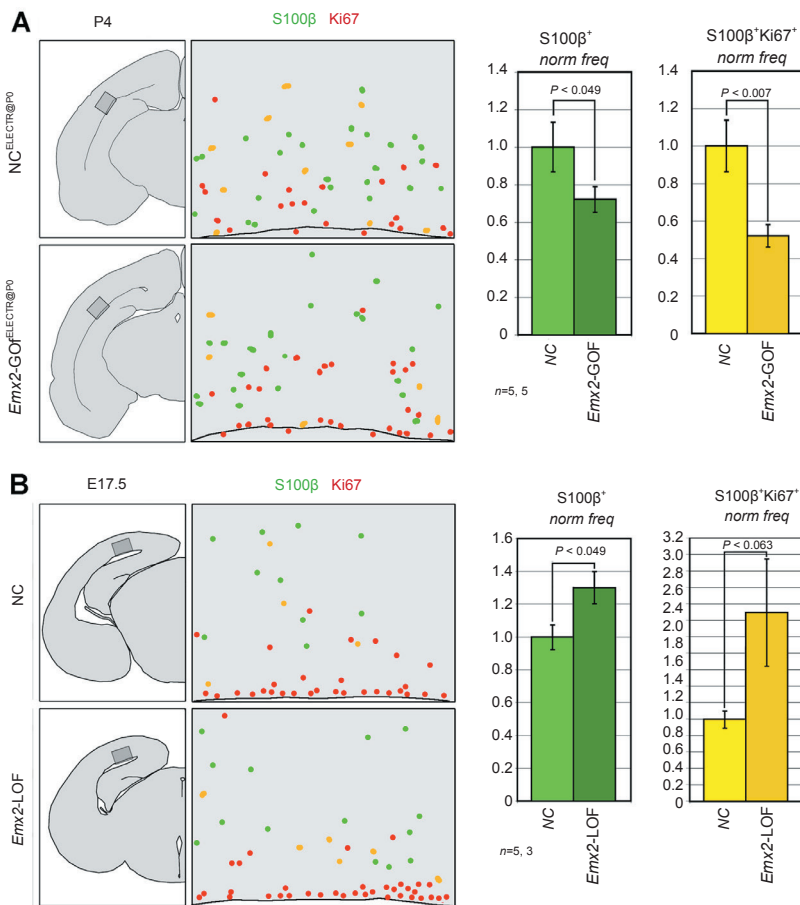 A
P4
S100β Ki67
NC^ELECTR@P0
Emx2-GOF^ELECTR@P0
S100β+
norm freq
1.4
1.2
1.0
0.8
0.6
0.4
0.2
0
P < 0.049
NC
Emx2-GOF
n=5, 5
S100β+Ki67+
norm freq
1.4
1.2
1.0
0.8
0.6
0.4
0.2
0
P < 0.007
NC
Emx2-GOF
B
E17.5
S100β Ki67
NC
Emx2-LOF
S100β+
norm freq
1.6
1.4
1.2
1.0
0.8
0.6
0.4
0.2
0
P < 0.049
NC
Emx2-LOF
n=5, 3
S100β+Ki67+
norm freq
3.2
3.0
2.8
2.4
2.4
2.2
2.0
1.8
1.6
1.4
1.2
1.0
0.8
0.6
0.4
0.2
0
P < 0.063
NC
Emx2-LOF